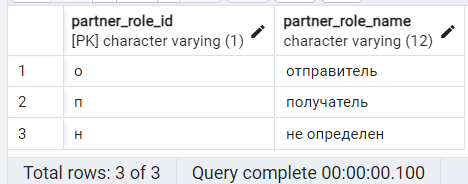 partner_role_id partner_role_name
[PK] character varying (1) character varying (12)
1 о отправитель
2 п получатель
3 н не определен
Total rows: 3 of 3 Query complete 00:00:00.100